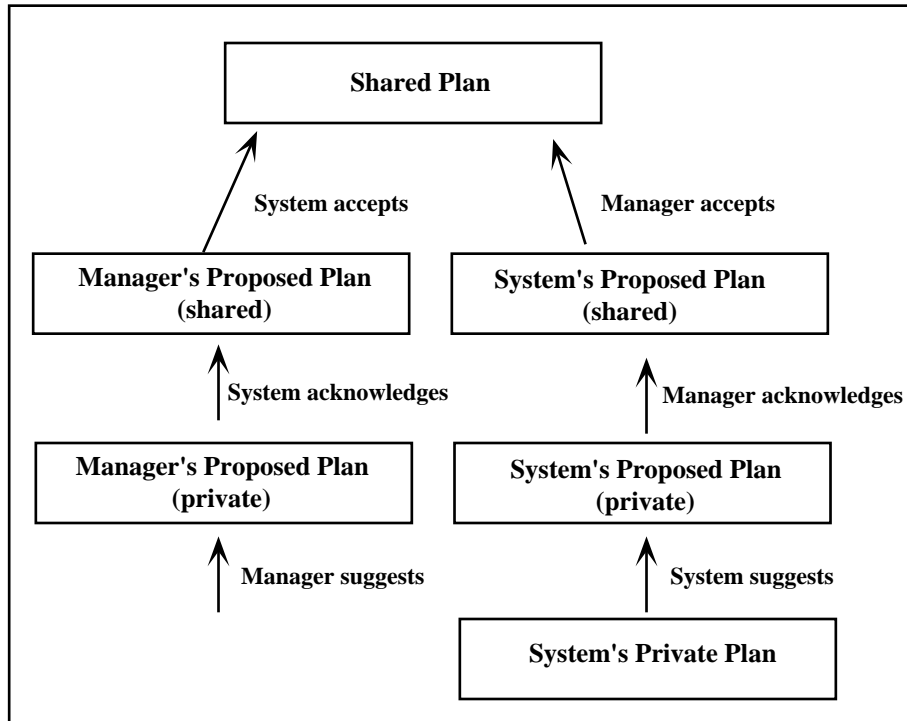 Shared Plan
System accepts
Manager accepts
Manager's Proposed Plan
(shared)
System's Proposed Plan
(shared)
System acknowledges
Manager acknowledges
Manager's Proposed Plan
(private)
System's Proposed Plan
(private)
Manager suggests
System suggests
System's Private Plan